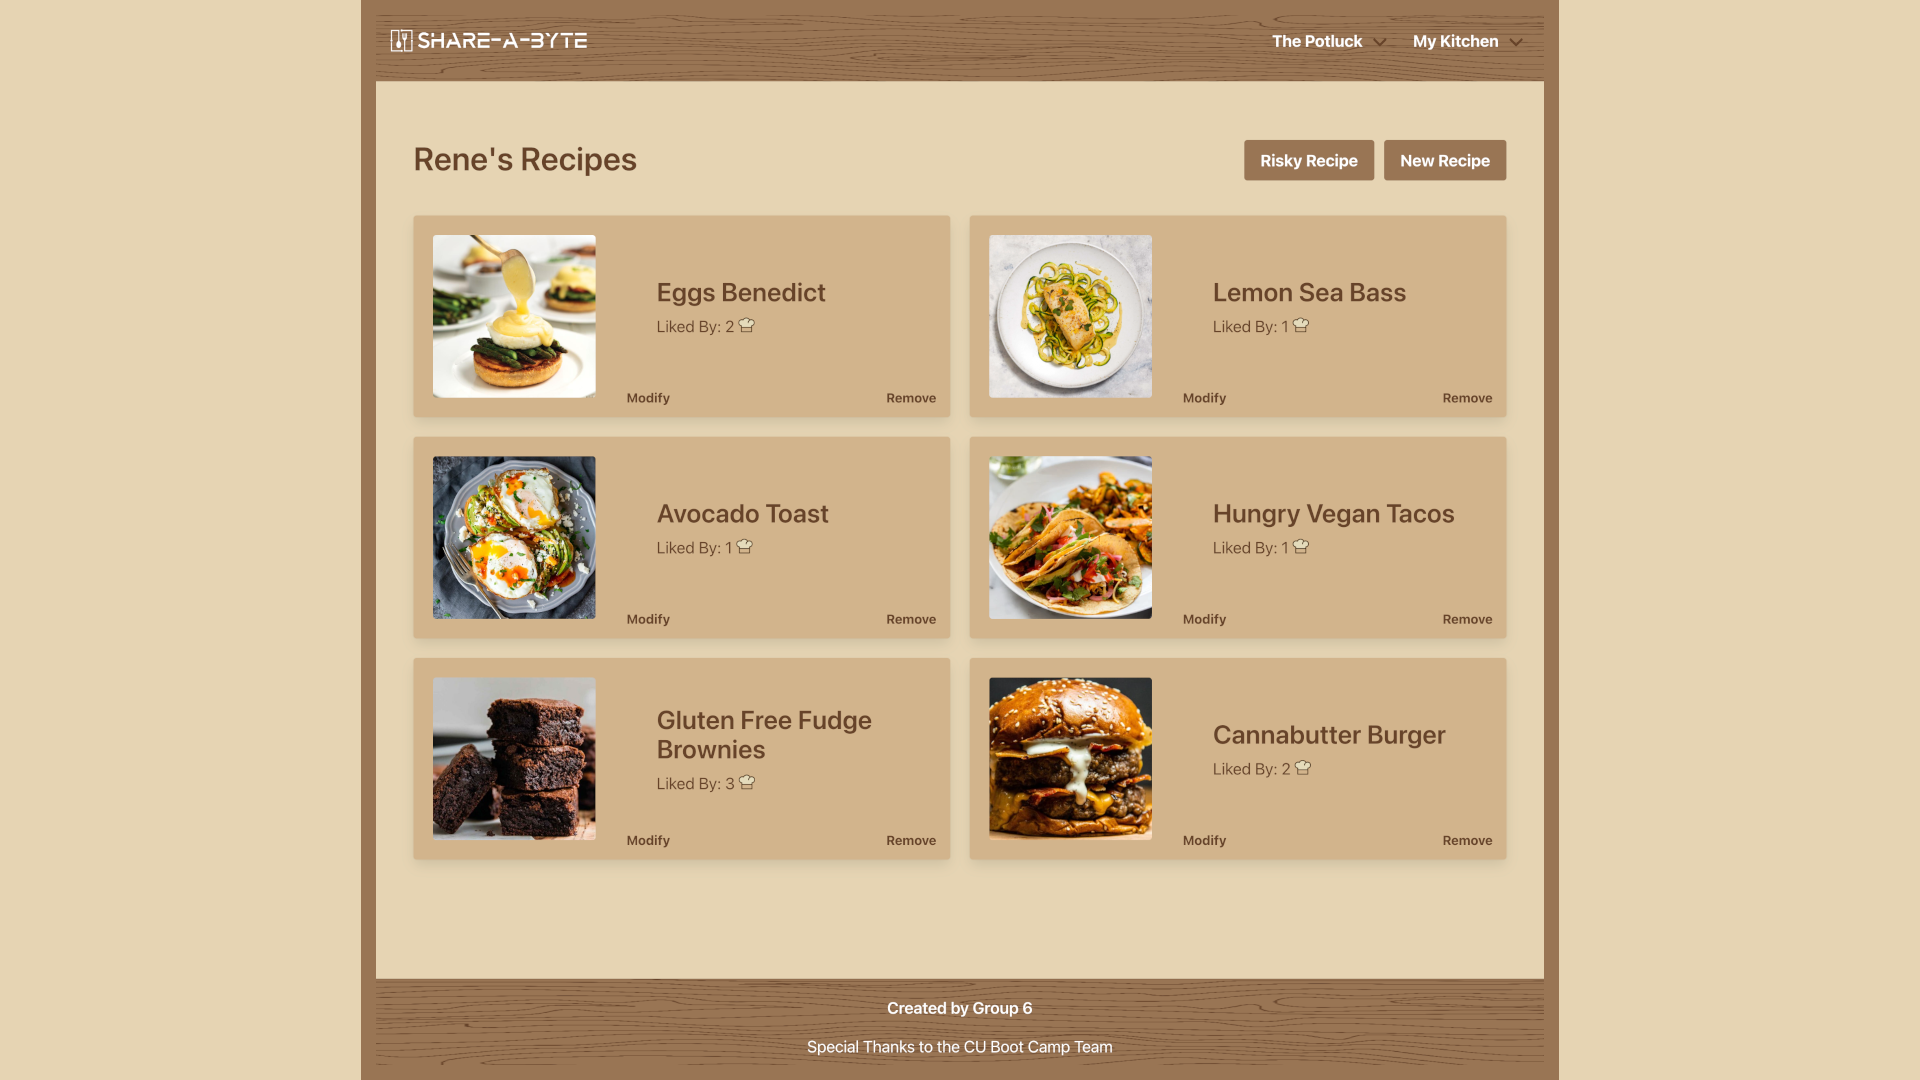 SHARE-A-BYTE
The Potluck
My Kitchen
Rene's Recipes
Risky Recipe
New Recipe
Eggs Benedict
Liked By: 2
Modify
Remove
Lemon Sea Bass
Liked By: 1
Modify
Remove
Avocado Toast
Liked By: 1
Modify
Remove
Hungry Vegan Tacos
Liked By: 1
Modify
Remove
Gluten Free Fudge
Brownies
Liked By: 3
Modify
Remove
Cannabutter Burger
Liked By: 2
Modify
Remove
Created by Group 6
Special Thanks to the CU Boot Camp Team